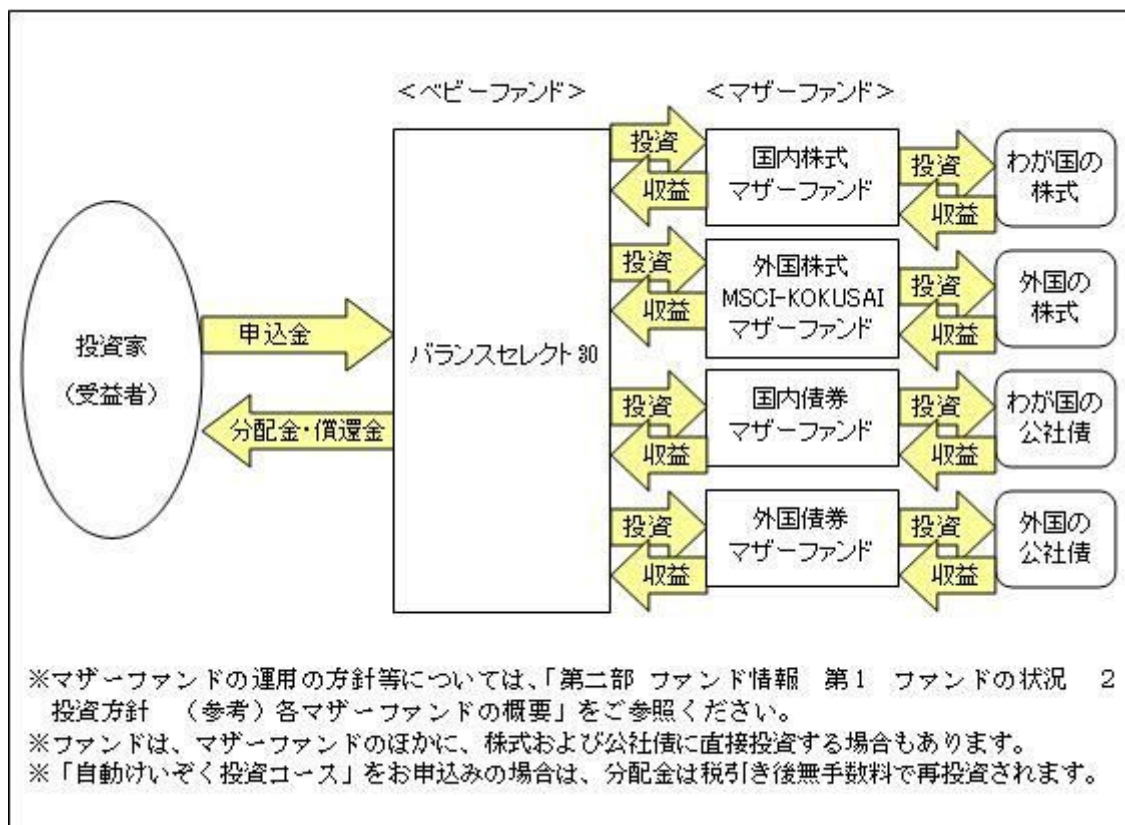 <ベビーファンド>
<マザーファンド>
投資家
(受益者)
申込金
分配金・償還金
バランスセレクト30
投資
収益
国内株式
マザーファンド
投資
収益
わが国の
株式
投資
収益
外国株式
MSCI-KOKUSAI
マザーファンド
投資
収益
外国の
株式
投資
収益
国内債券
マザーファンド
投資
収益
わが国の
公社債
投資
収益
外国債券
マザーファンド
投資
収益
外国の
公社債
※マザーファンドの運用の方針等については、「第二部 ファンド情報 第1 ファンドの状況 2
投資方針 (参考)各マザーファンドの概要」をご参照ください。
※ファンドは、マザーファンドのほかに、株式および公社債に直接投資する場合もあります。
※「自動けいぞく投資コース」をお申込みの場合は、分配金は税引き後無手数料で再投資されます。